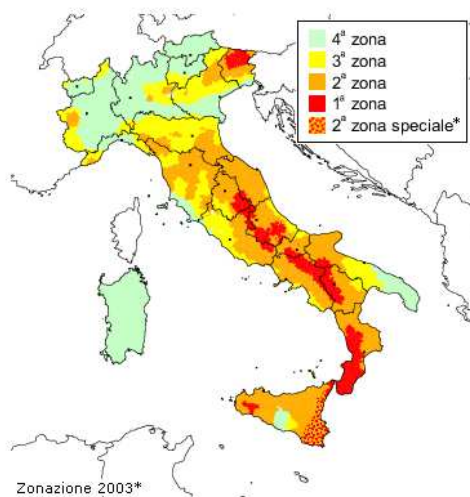 4ª zona
3ª zona
2ª zona
1ª zona
2ª zona speciale*
Zonazione 2003*